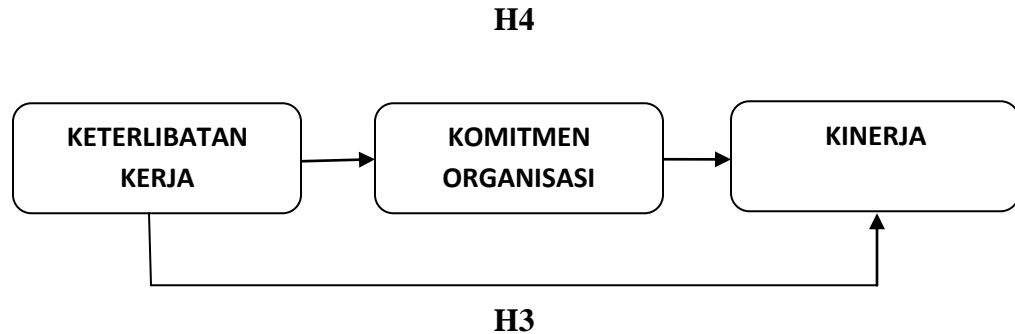 H4
KETERLIBATAN
KERJA
KOMITMEN
ORGANISASI
KINERJA
H3